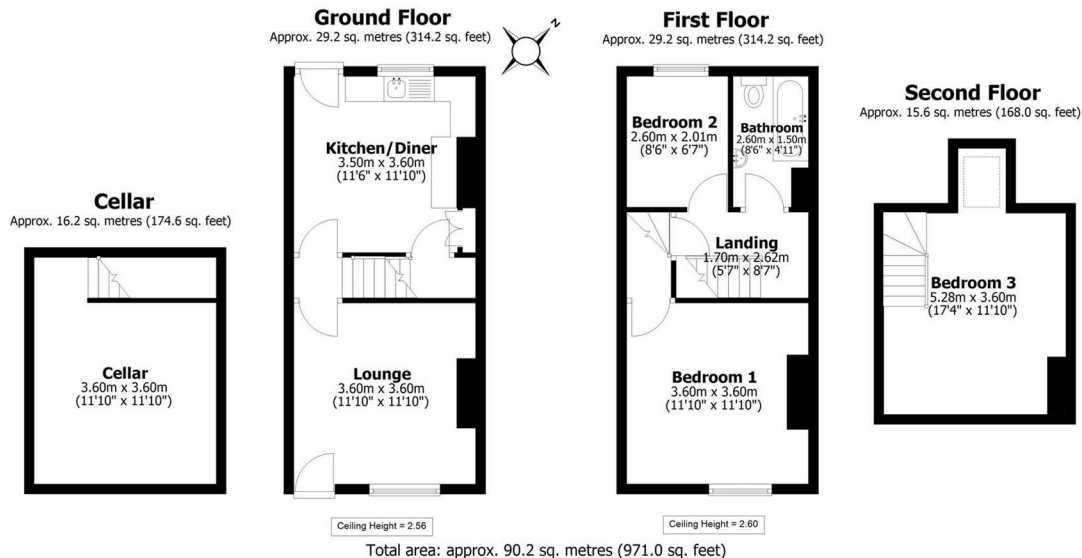 Cellar
Approx. 16.2 sq. metres (174.6 sq. feet)
Cellar
3.60m x 3.60m
(11'10" x 11'10")
Ground Floor
Approx. 29.2 sq. metres (314.2 sq. feet)
N
Kitchen/Diner
3.50m x 3.60m
(11'6" x 11'10")
Lounge
3.60m x 3.60m
(11'10" x 11'10")
Ceiling Height = 2.56
First Floor
Approx. 29.2 sq. metres (314.2 sq. feet)
Bedroom 2
2.60m x 2.01m
(8'6" x 6'7")
Bathroom
2.60m x 1.50m
(8'6" x 4'11")
Landing
1.70m x 2.62m
(5'7" x 8'7")
Bedroom 1
3.60m x 3.60m
(11'10" x 11'10")
Ceiling Height = 2.60
Second Floor
Approx. 15.6 sq. metres (168.0 sq. feet)
Bedroom 3
5.28m x 3.60m
(17'4" x 11'10")
Total area: approx. 90.2 sq. metres (971.0 sq. feet)